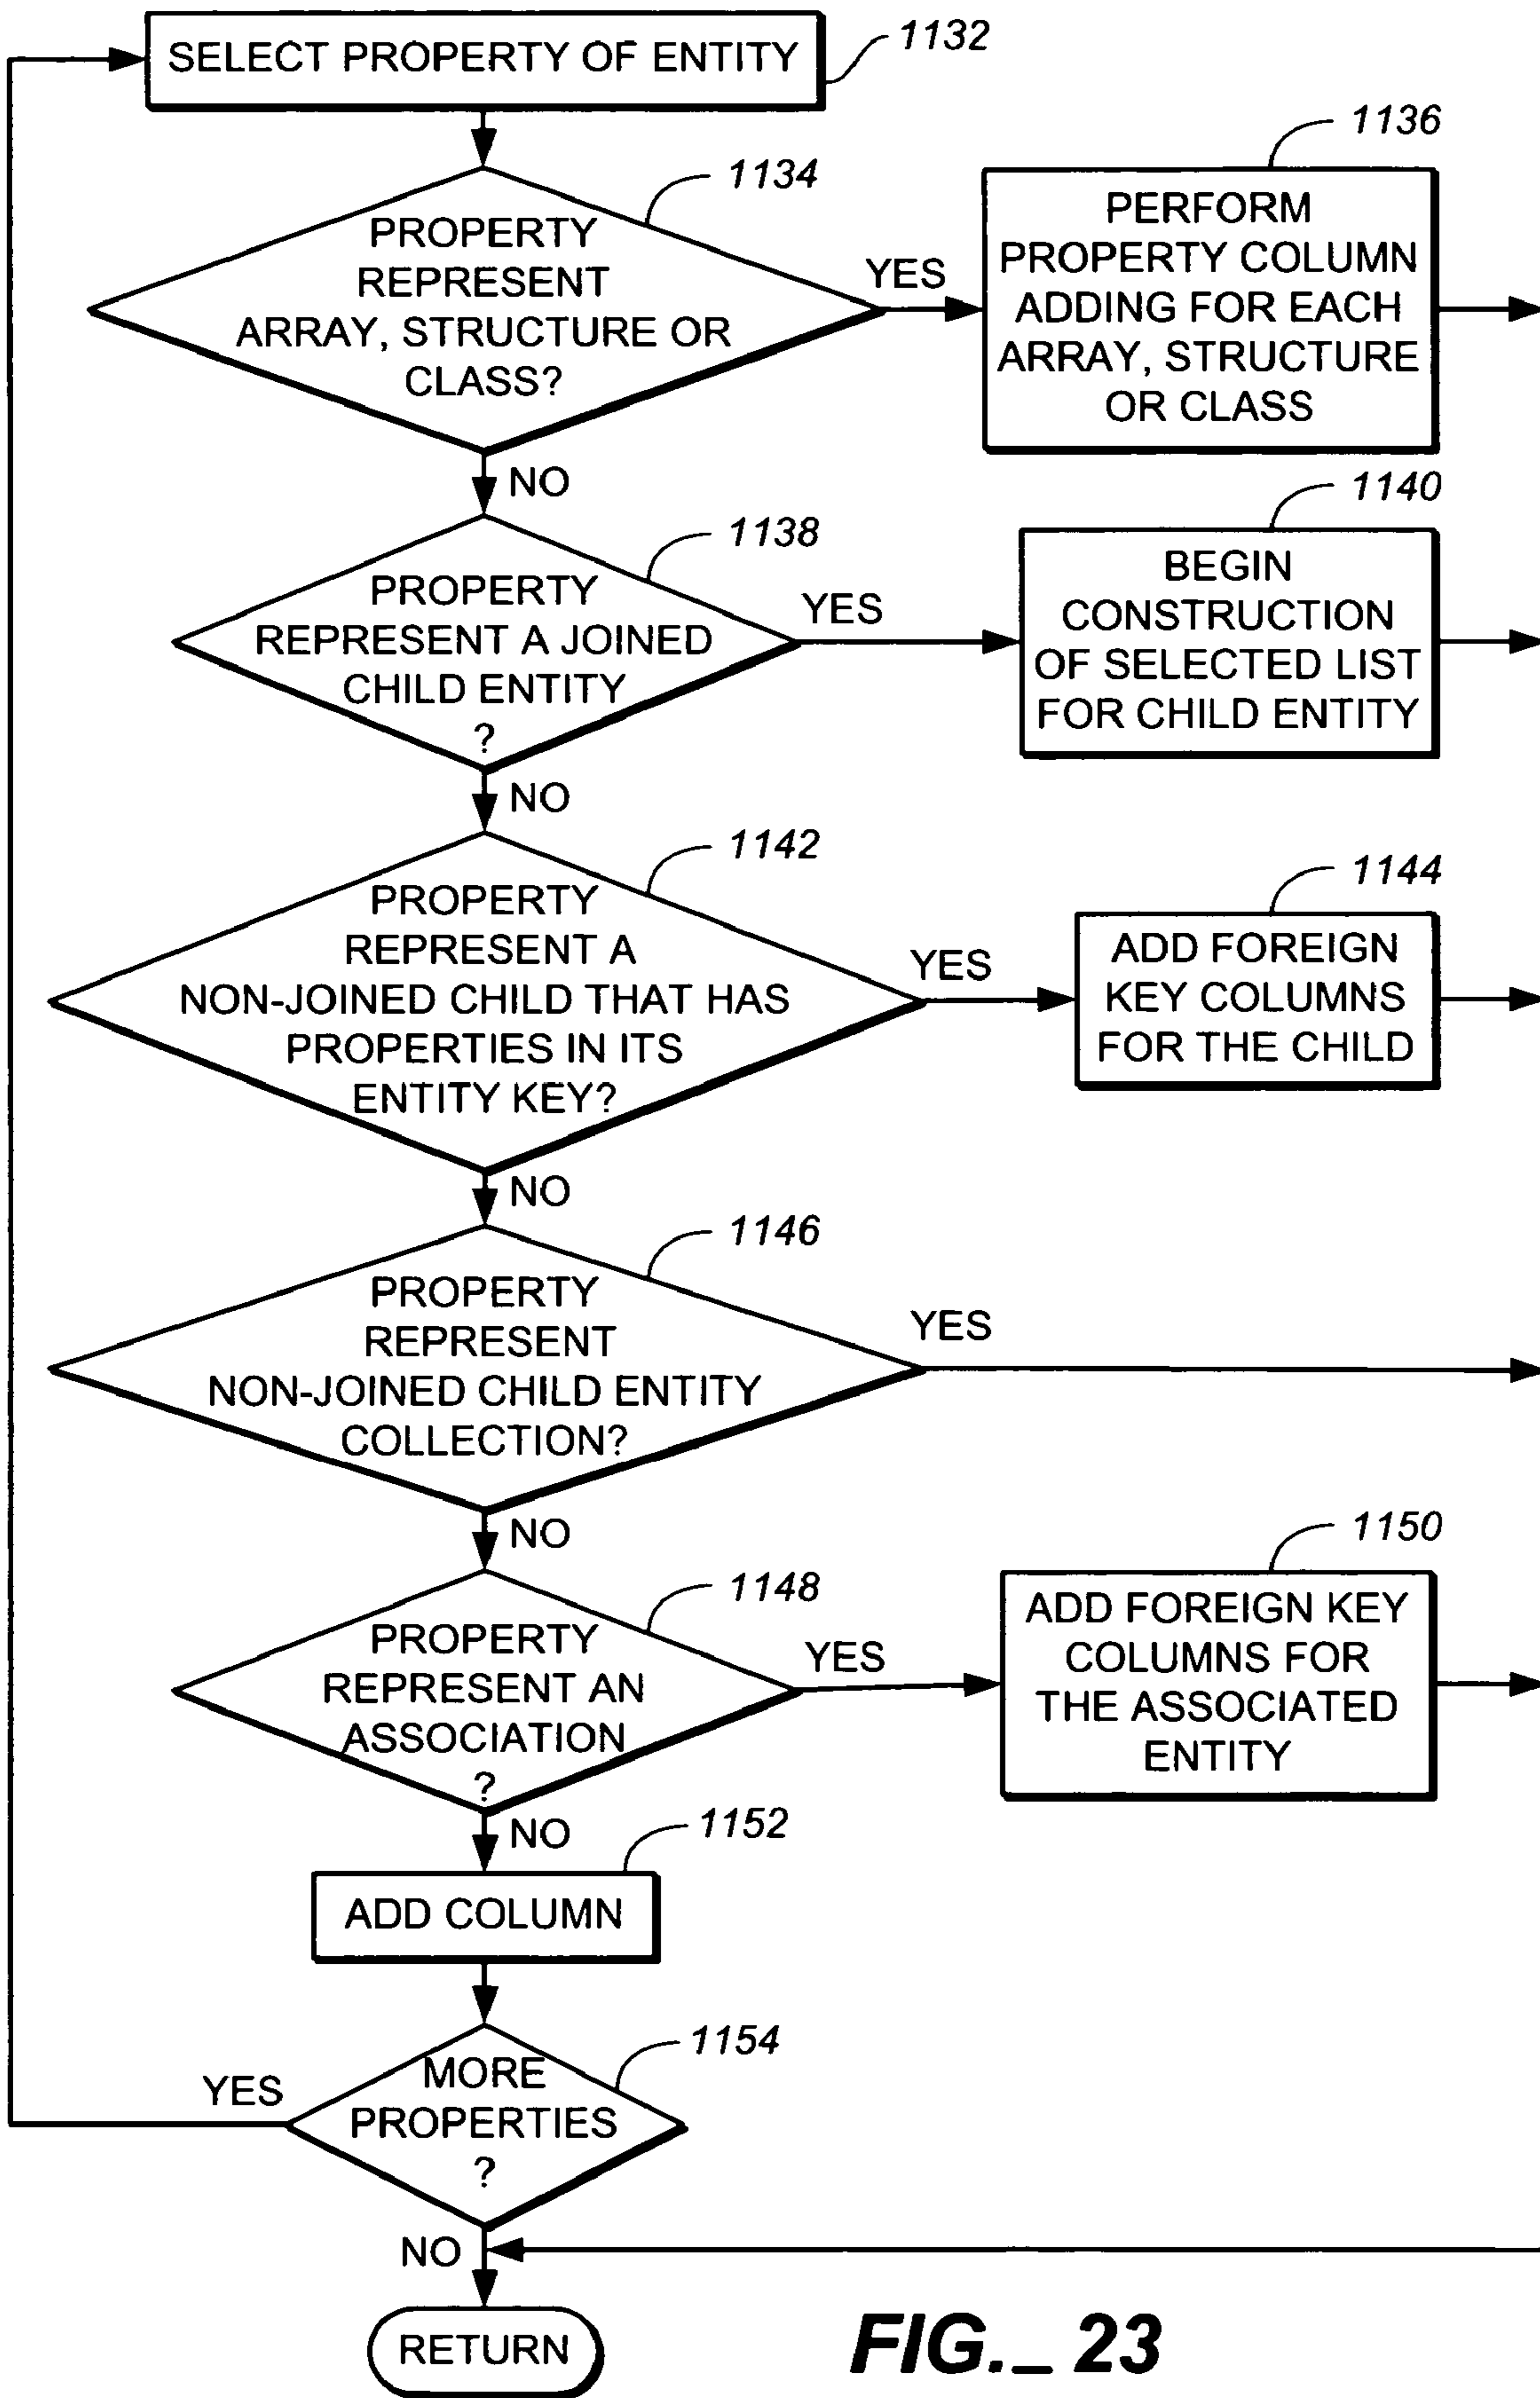 SELECT PROPERTY OF ENTITY
1132
1134
PROPERTY
REPRESENT
ARRAY, STRUCTURE OR
CLASS?
YES
1136
PERFORM
PROPERTY COLUMN
ADDING FOR EACH
ARRAY, STRUCTURE
OR CLASS
NO
1138
PROPERTY
REPRESENT A JOINED
CHILD ENTITY
?
YES
1140
BEGIN
CONSTRUCTION
OF SELECTED LIST
FOR CHILD ENTITY
NO
1142
PROPERTY
REPRESENT A
NON-JOINED CHILD THAT HAS
PROPERTIES IN ITS
ENTITY KEY?
YES
1144
ADD FOREIGN
KEY COLUMNS
FOR THE CHILD
NO
1146
PROPERTY
REPRESENT
NON-JOINED CHILD ENTITY
COLLECTION?
YES
NO
1148
PROPERTY
REPRESENT AN
ASSOCIATION
?
YES
1150
ADD FOREIGN KEY
COLUMNS FOR
THE ASSOCIATED
ENTITY
NO
1152
ADD COLUMN
1154
MORE
PROPERTIES
?
YES
NO
RETURN
FIG._ 23